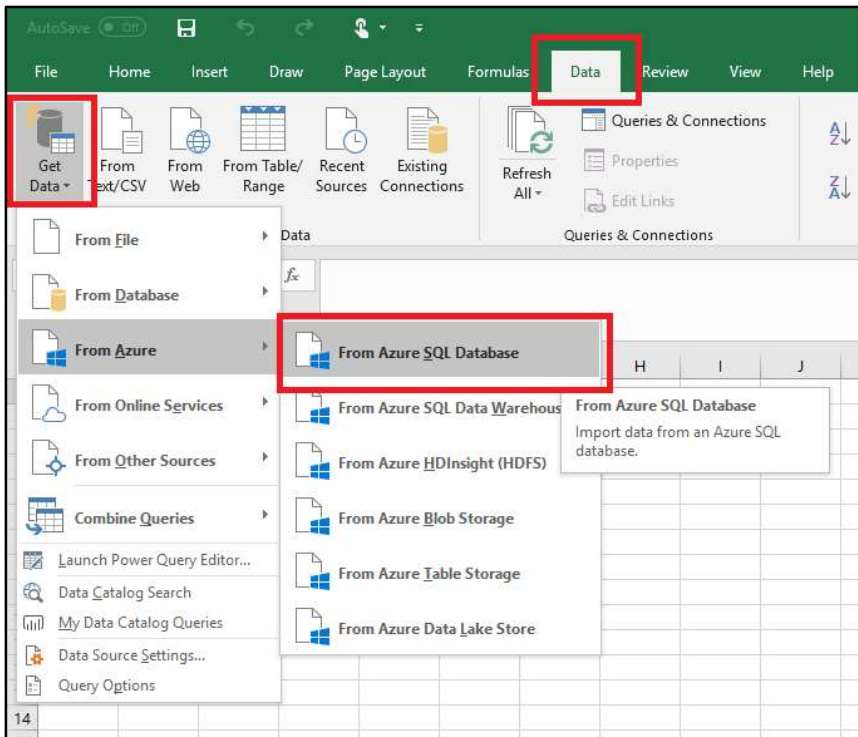 AutoSave Off
File Home Insert Draw Page Layout Formulas Data Review View Help
Get Data
From Text/CSV
From Web
From Table/ Range
Recent Sources
Existing Connections
Refresh All
Queries & Connections
Properties
Edit Links
Data
Queries & Connections
fx
From File
From Database
From Azure
From Online Services
From Other Sources
Combine Queries
Launch Power Query Editor...
Data Catalog Search
My Data Catalog Queries
Data Source Settings...
Query Options
From Azure SQL Database
From Azure SQL Data Warehous
From Azure HDInsight (HDFS)
From Azure Blob Storage
From Azure Table Storage
From Azure Data Lake Store
H I J
From Azure SQL Database
Import data from an Azure SQL
database.
A Z
Z A
14